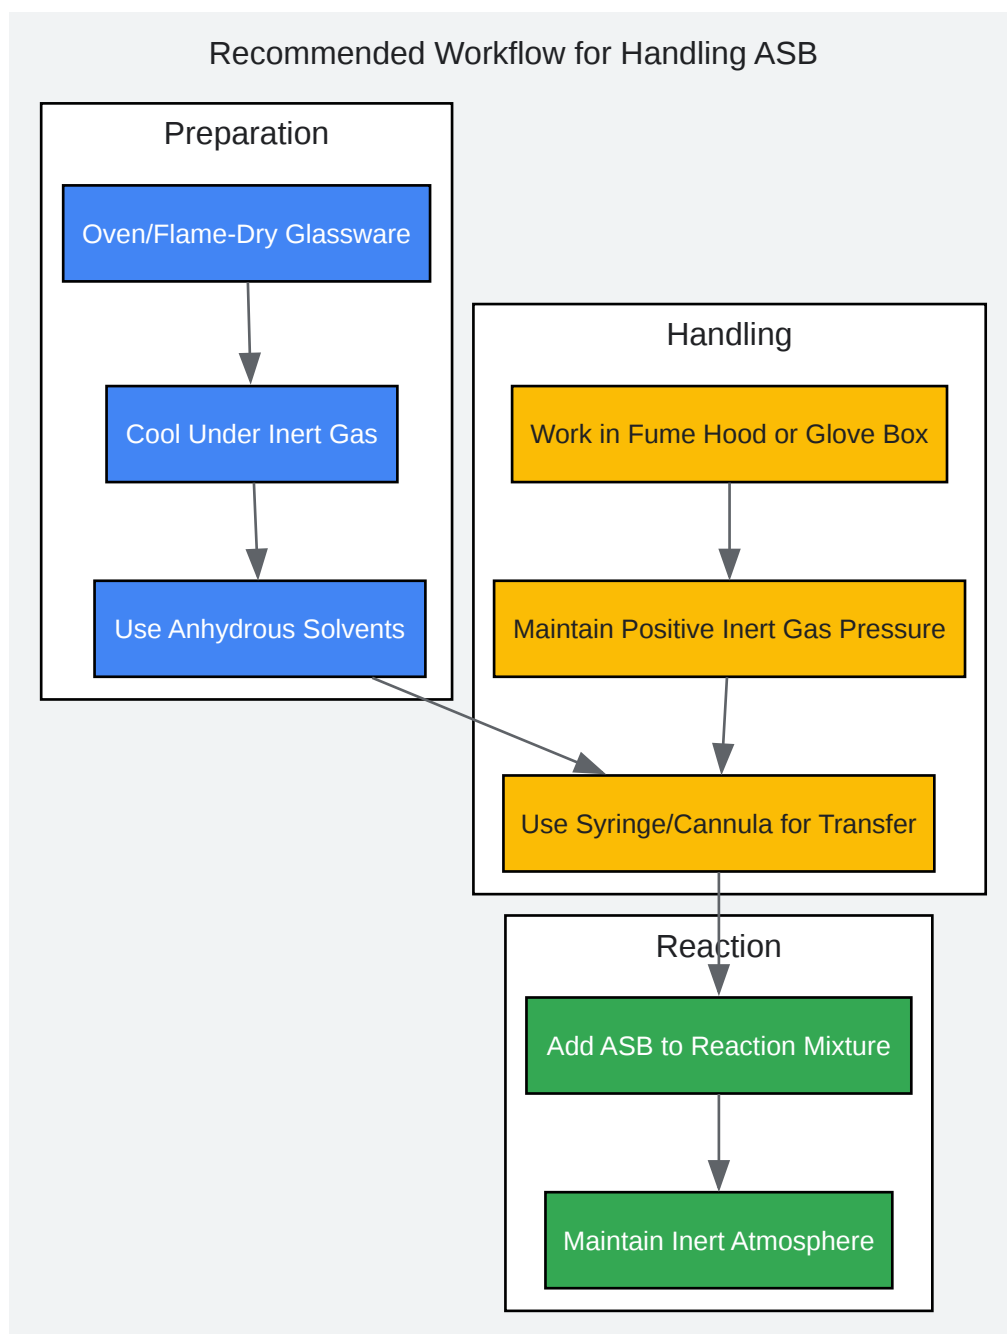 Recommended Workflow for Handling ASB
Preparation
Oven/Flame-Dry Glassware
Cool Under Inert Gas
Use Anhydrous Solvents
Handling
Work in Fume Hood or Glove Box
Maintain Positive Inert Gas Pressure
Use Syringe/Cannula for Transfer
Reaction
Add ASB to Reaction Mixture
Maintain Inert Atmosphere